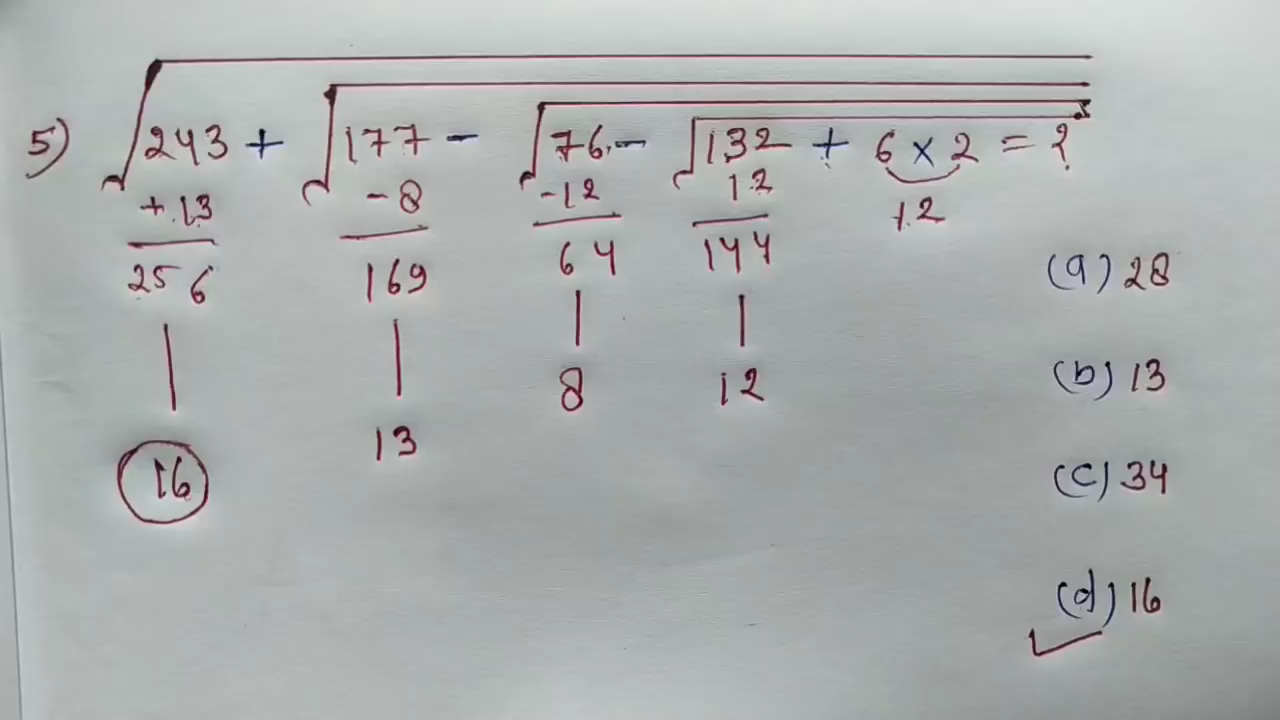 5) √243 + √177 - √76 - √132 + 6 × 2 = ?
+13 -8 -12 12 12
256 169 64 144
(a) 28
8 12
(b) 13
13
16
(c) 34
(d) 16